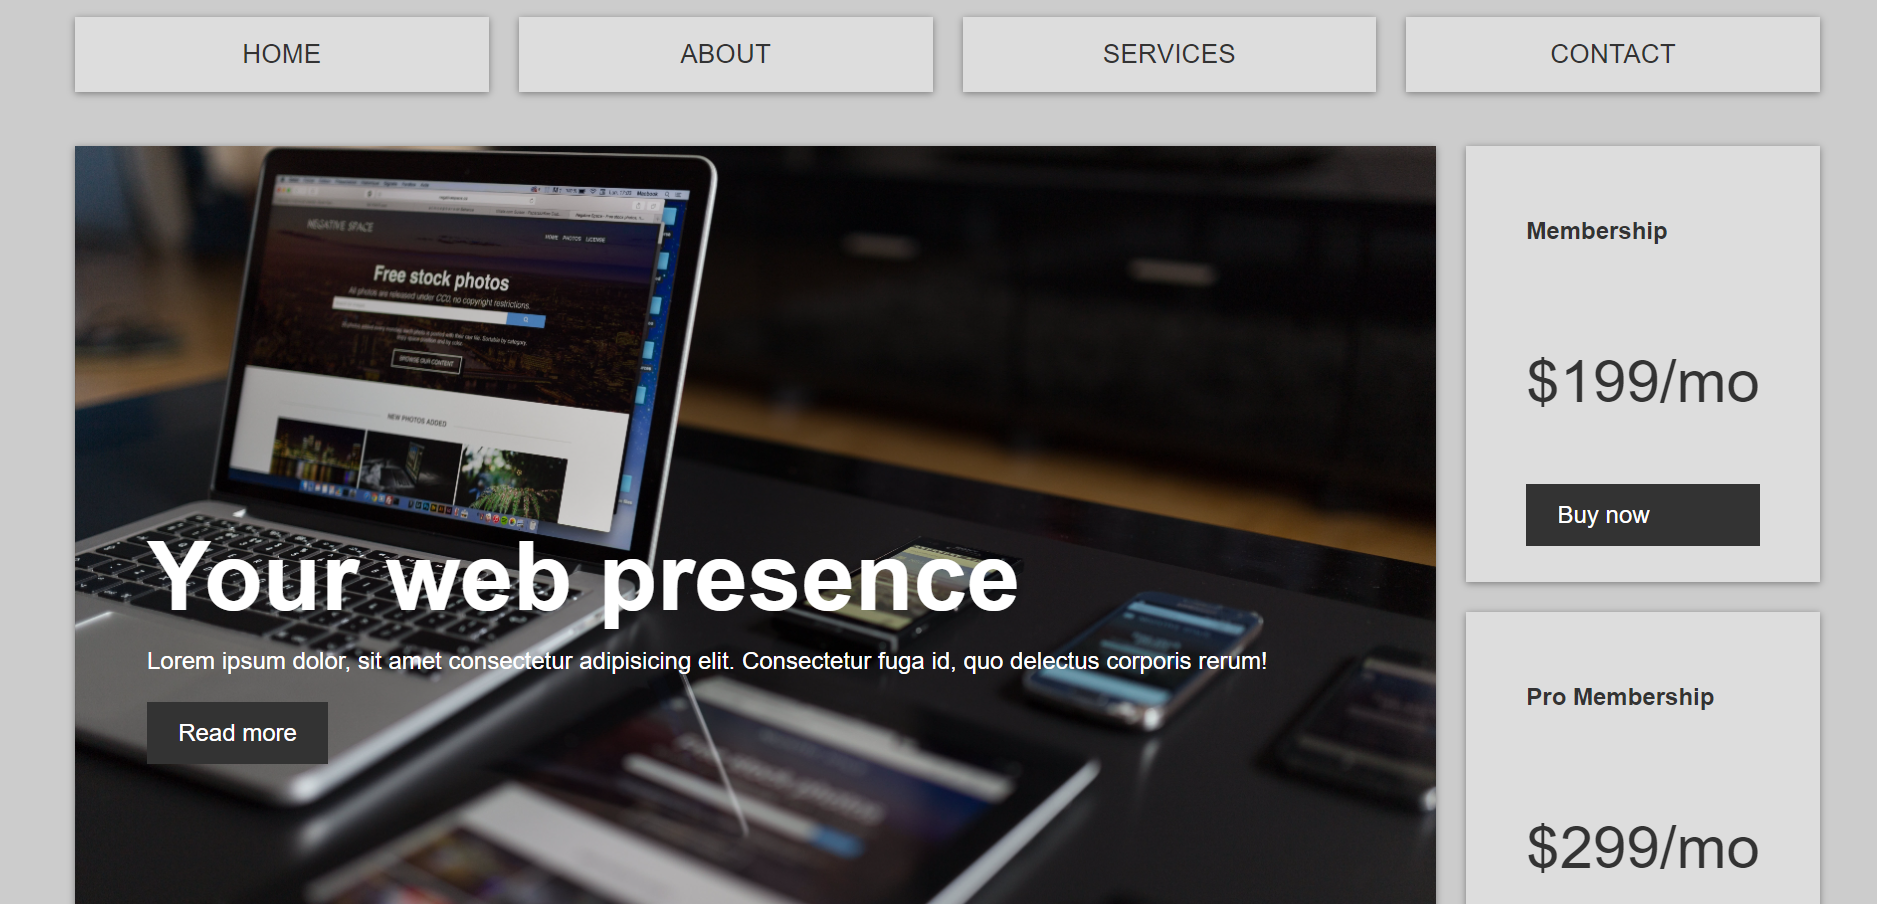 HOME
ABOUT
SERVICES
CONTACT
NEGATIVE SPACE
HOME PHOTOS LICENSE
Free stock photos
All photos are released under CC0, no copyright restrictions.
BROWSE OUR CONTENT
NEW PHOTOS ADDED
Your web presence
Lorem ipsum dolor, sit amet consectetur adipisicing elit. Consectetur fuga id, quo delectus corporis rerum!
Read more
Membership
$199/mo
Buy now
Pro Membership
$299/mo